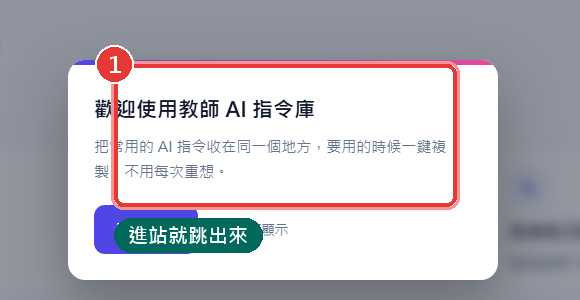 1
歡迎使用教師 AI 指令庫
把常用的 AI 指令收在同一個地方，要用的時候一鍵複
製，不用每次重想。
進站就跳出來
顯示